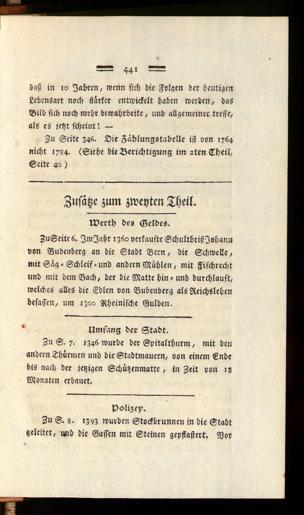 441
daß in 10 Jahren, wenn sich die Folgen der heutigen
Lebensart noch stärker entwickelt haben werden, das
Bild sich noch mehr bewahrheite, und allgemeiner treffe,
als es jetzt scheint! —
Zu Seite 346. Die Zählungstabelle ist von 1764
nicht 1784. (Siehe die Berichtigung im 2ten Theil,
Seite 40)
Zusätze zum zweyten Theil.
Werth des Geldes.
Zu Seite 6. Im Jahr 1360 verkaufte Schultheiß Johann
von Bubenberg an die Stadt Bern, die Schwelle,
mit Säg- Schleif- und andern Mühlen, mit Fischrecht
und mit dem Bach, der die Matte hin- und durchlauft,
welches alles die Edlen von Bubenberg als Reichslehen
besassen, um 1300 Rheinische Gulden.
Umfang der Stadt.
Zu S. 7. 1346 wurde der Spitalthurm, mit den
andern Thürmen und die Stadtmauern, von einem Ende
bis nach der jetzigen Schützenmatte, in Zeit von 18
Monaten erbauet.
Polizey.
Zu S. 8. 1393 wurden Stockbrunnen in die Stadt
geleitet, und die Gassen mit Steinen gepflastert. Vor